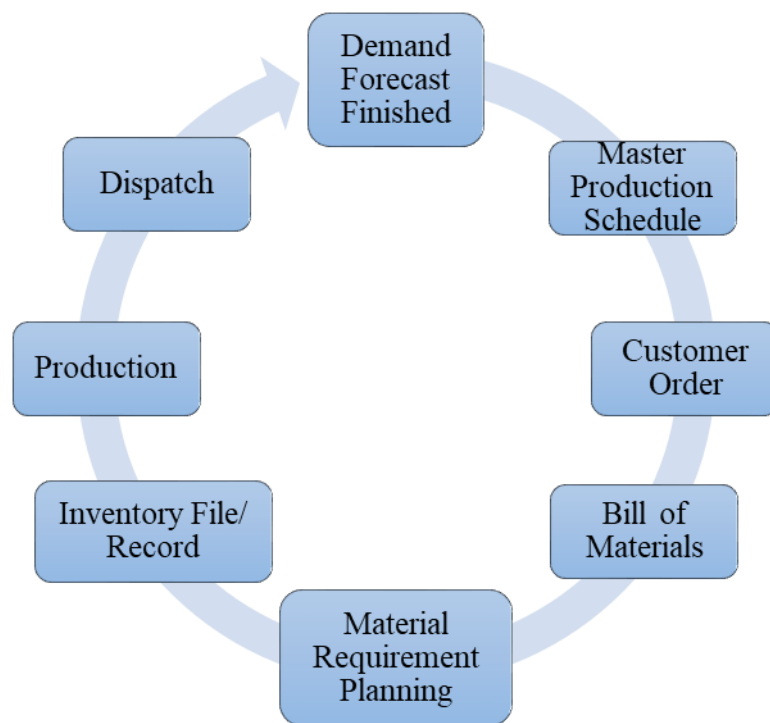 Demand
Forecast
Finished
Master
Production
Schedule
Customer
Order
Bill of
Materials
Material
Requirement
Planning
Inventory File/
Record
Production
Dispatch